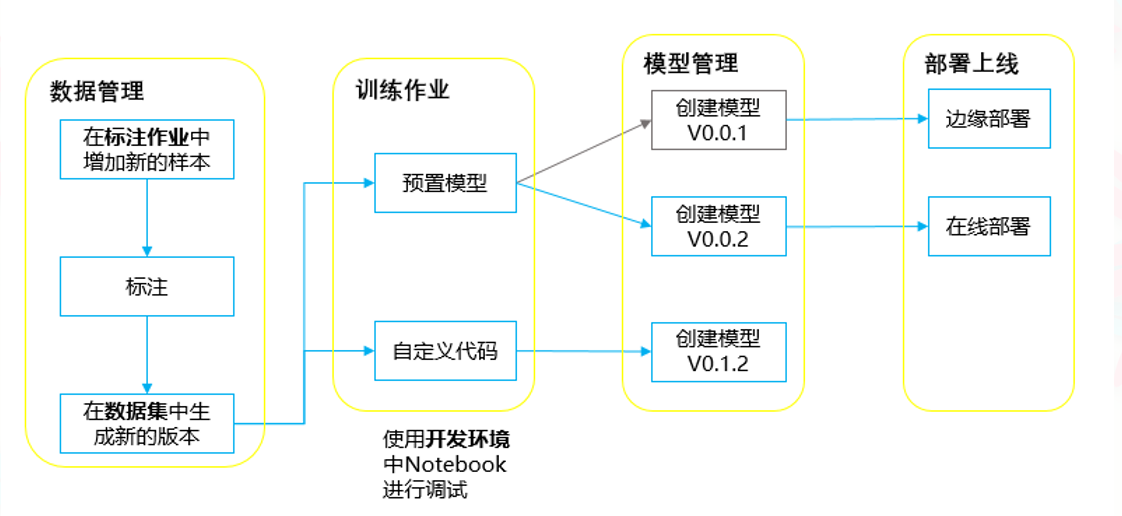 数据管理
在标注作业中
增加新的样本
标注
在数据集中生
成新的版本
训练作业
预置模型
自定义代码
使用开发环境
中Notebook
进行调试
模型管理
创建模型
V0.0.1
创建模型
V0.0.2
创建模型
V0.1.2
部署上线
边缘部署
在线部署